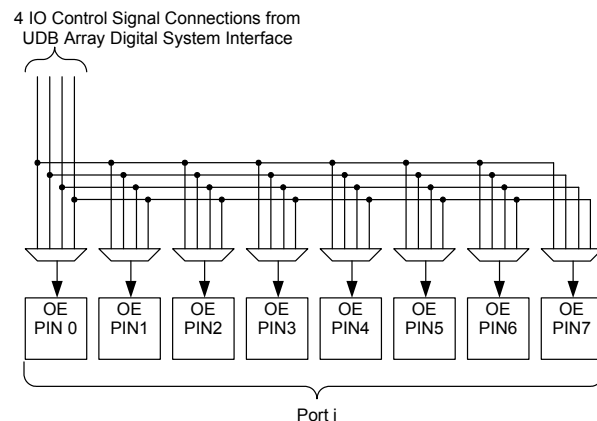 4 IO Control Signal Connections from
UDB Array Digital System Interface
OE
PIN 0
OE
PIN1
OE
PIN2
OE
PIN3
OE
PIN4
OE
PIN5
OE
PIN6
OE
PIN7
Port i